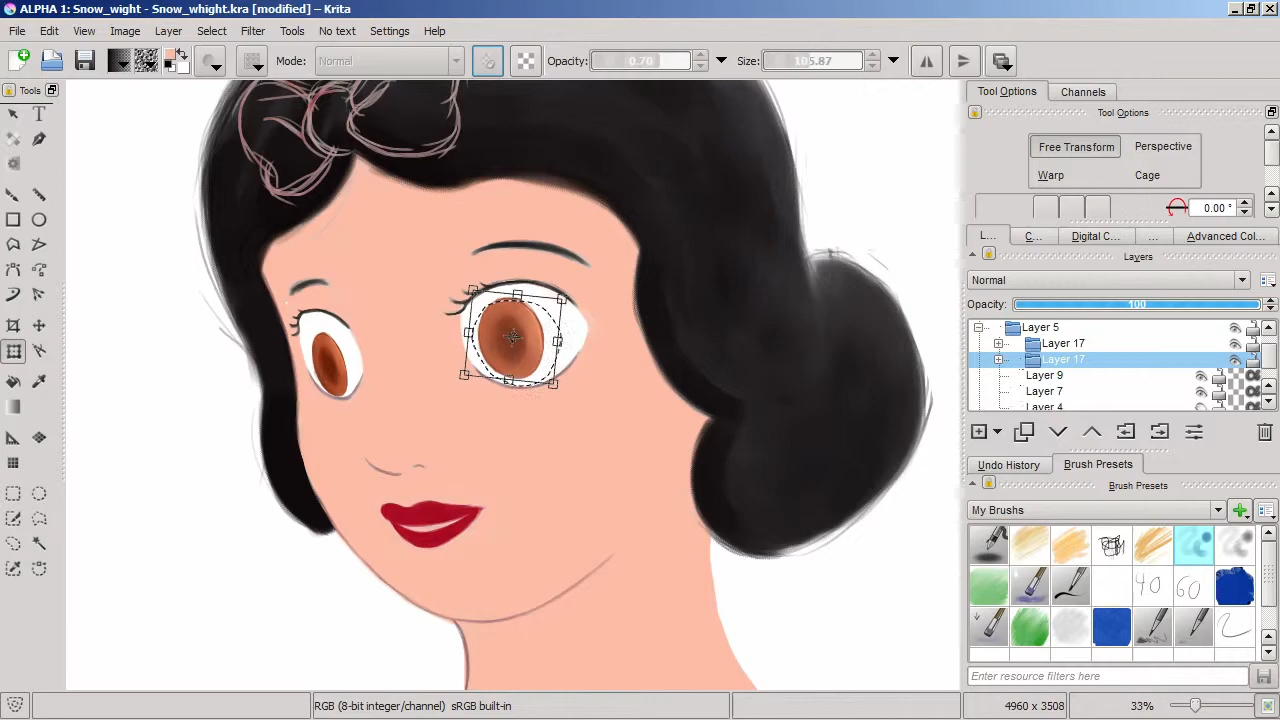 ALPHA 1: Snow_wight - Snow_whight.kra [modified] - Krita
File Edit View Image Layer Select Filter Tools No text Settings Help
Mode: Normal Opacity: 0.70 Size: 105.87
Tools
Tool Options Channels
Tool Options
Free Transform Perspective
Warp Cage
0.00 °
L... C... Digital C... ... Advanced Col...
Layers
Normal
Opacity: 100
Layer 5
Layer 17
Layer 17
Layer 9
Layer 7
Layer 4
Undo History Brush Presets
Brush Presets
My Brushes
40 60
Enter resource filters here
RGB (8-bit integer/channel) sRGB built-in 4960 x 3508 33%